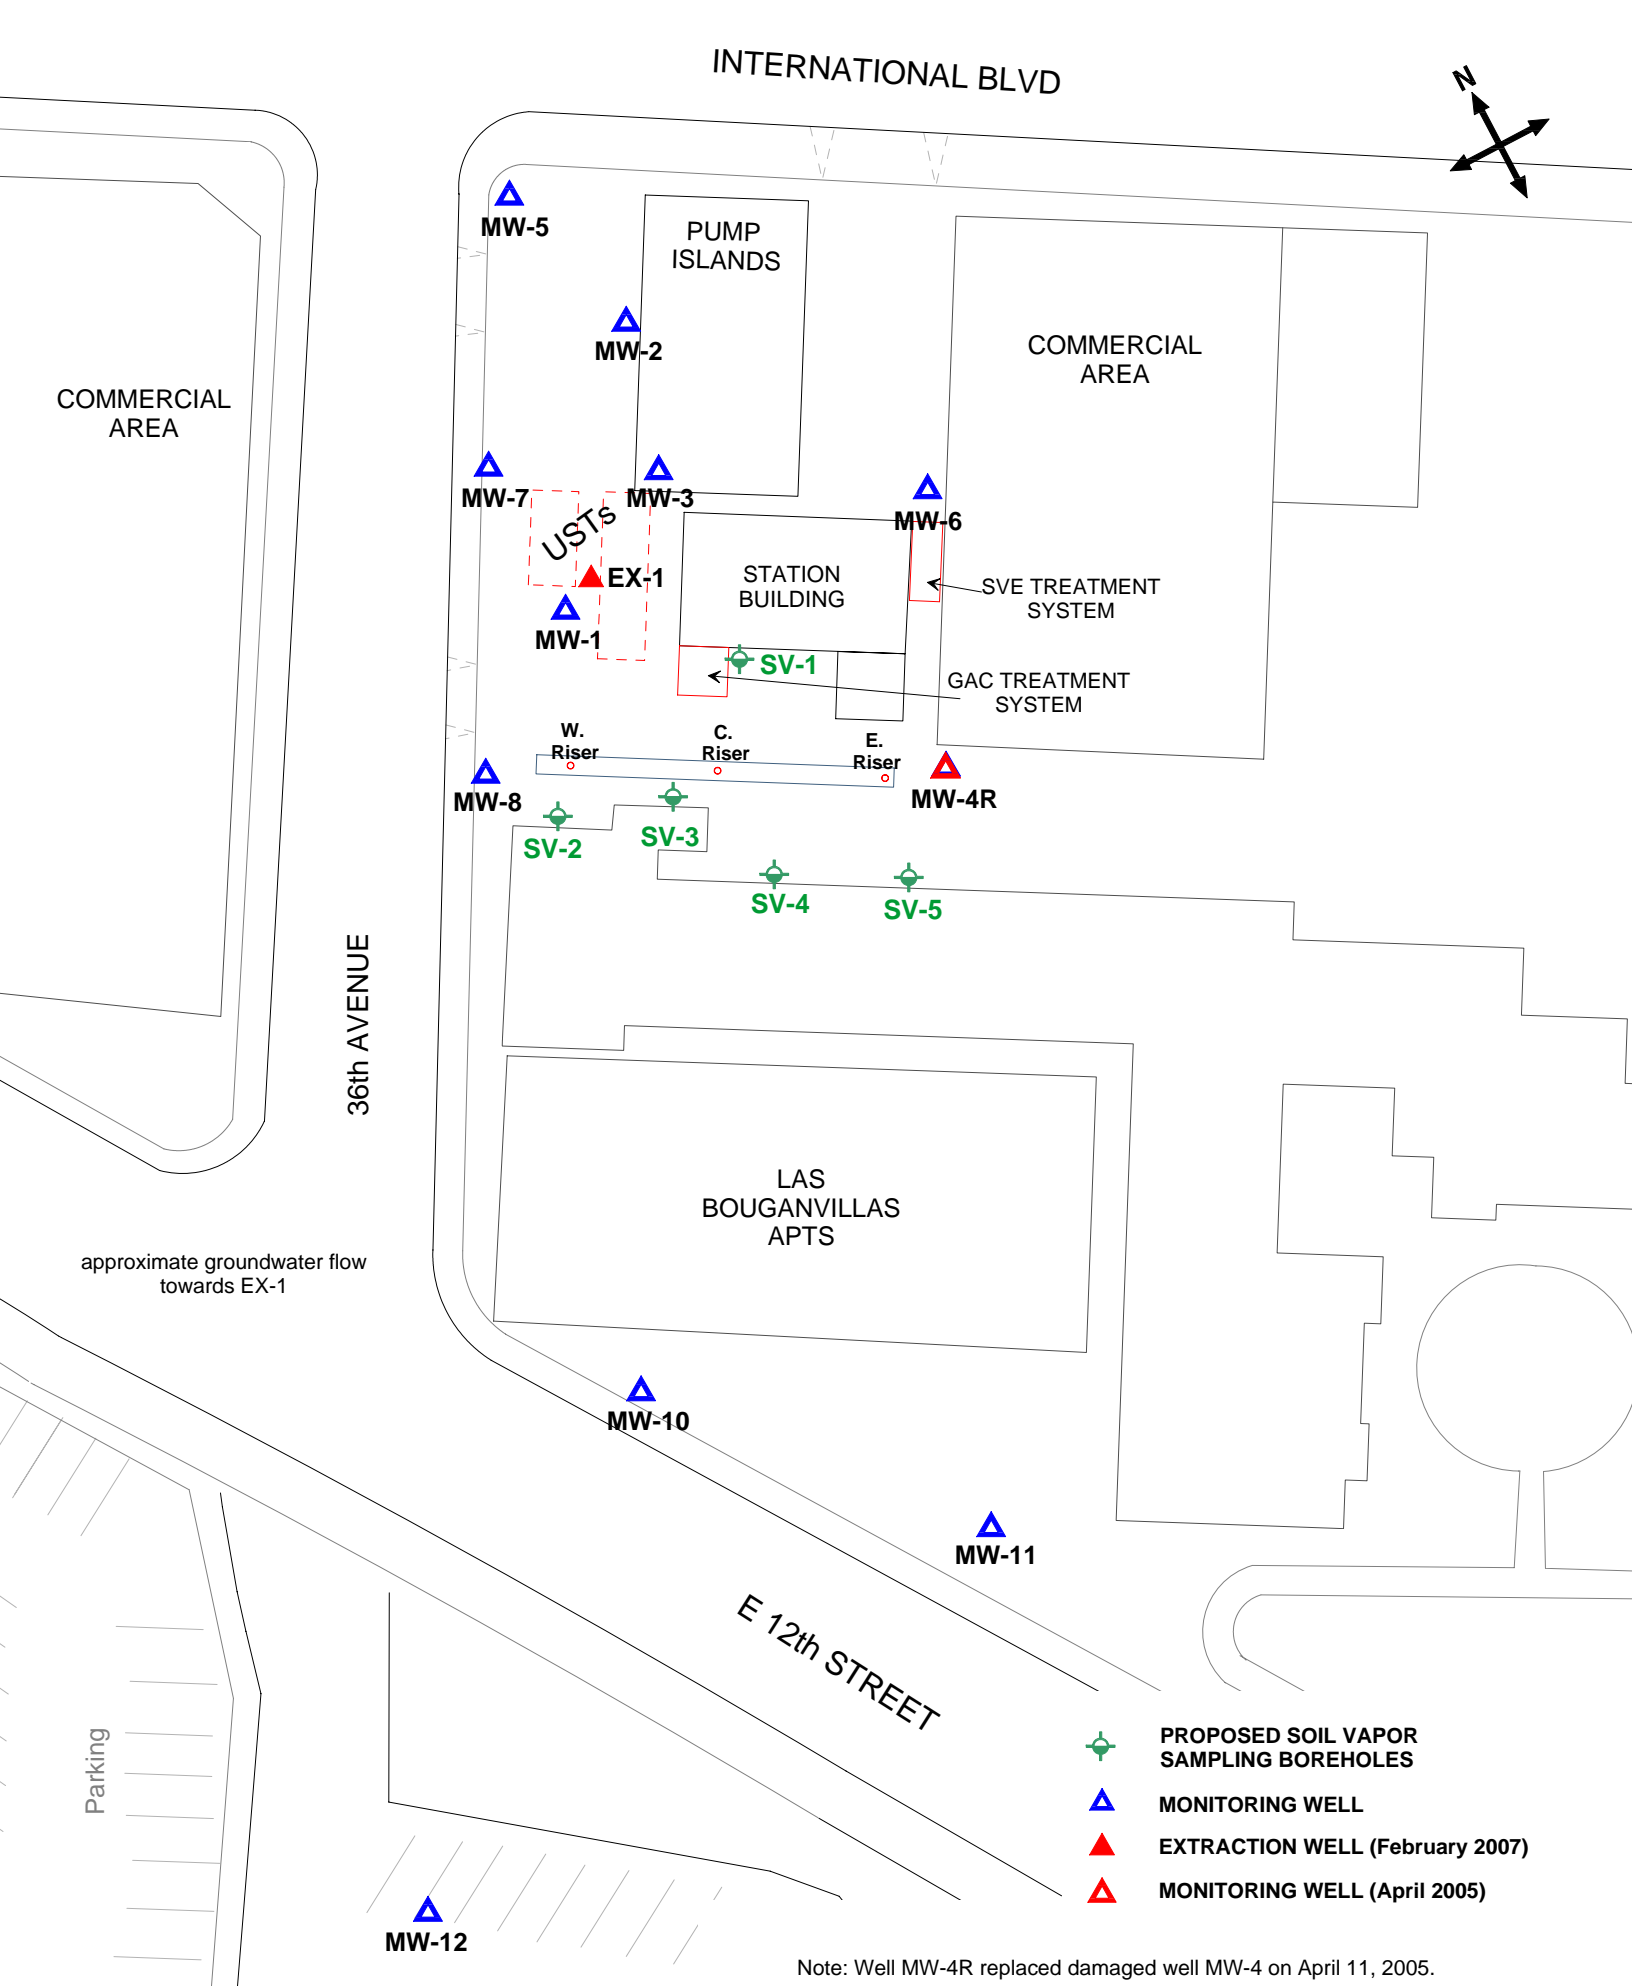 INTERNATIONAL BLVD
N
MW-5
PUMP
ISLANDS
MW-2
COMMERCIAL
AREA
COMMERCIAL
AREA
MW-7
MW-3
MW-6
USTs
EX-1
STATION
BUILDING
SVE TREATMENT
SYSTEM
MW-1
SV-1
GAC TREATMENT
SYSTEM
W.
Riser
C.
Riser
E.
Riser
MW-8
MW-4R
SV-2
SV-3
SV-4
SV-5
36th AVENUE
LAS
BOUGANVILLAS
APTS
approximate groundwater flow
towards EX-1
MW-10
MW-11
E 12th STREET
Parking
MW-12
PROPOSED SOIL VAPOR
SAMPLING BOREHOLES
MONITORING WELL
EXTRACTION WELL (February 2007)
MONITORING WELL (April 2005)
Note: Well MW-4R replaced damaged well MW-4 on April 11, 2005.